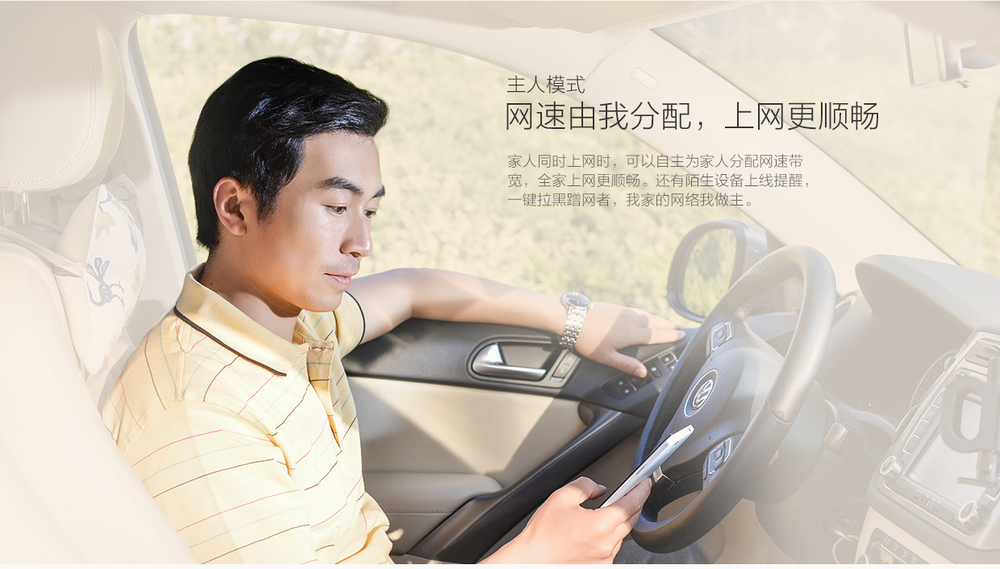 主人模式
网速由我分配，上网更顺畅
家人同时上网时，可以自主为家人分配网速带
宽，全家上网更顺畅。还有陌生设备上线提醒，
一键拉黑蹭网者，我家的网络我做主。